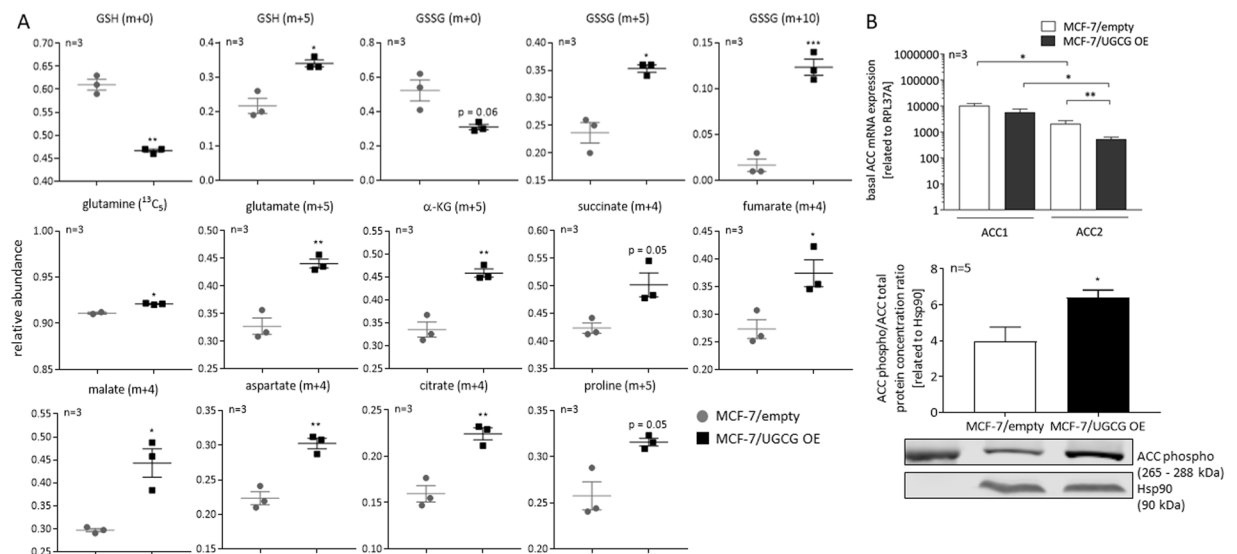 A
GSH (m+0)
GSH (m+5)
GSSG (m+0)
GSSG (m+5)
GSSG (m+10)
n=3
0.70
0.65
0.60
0.55
0.50
0.45
0.40
**
n=3
0.4
0.3
0.2
0.1
0.0
*
n=3
0.8
0.6
0.4
0.2
0.0
p = 0.06
n=3
0.40
0.35
0.30
0.25
0.20
0.15
*
n=3
0.15
0.10
0.05
0.00
***
glutamine (¹³C₅)
glutamate (m+5)
α-KG (m+5)
succinate (m+4)
fumarate (m+4)
relative abundance
n=3
1.00
0.95
0.90
0.85
*
n=3
0.50
0.45
0.40
0.35
0.30
0.25
**
n=3
0.55
0.50
0.45
0.40
0.35
0.30
0.25
**
n=3
0.60
0.55
0.50
0.45
0.40
0.35
p = 0.05
n=3
0.45
0.40
0.35
0.30
0.25
0.20
*
malate (m+4)
aspartate (m+4)
citrate (m+4)
proline (m+5)
n=3
0.55
0.50
0.45
0.40
0.35
0.30
0.25
*
n=3
0.35
0.30
0.25
0.20
0.15
**
n=3
0.25
0.20
0.15
0.10
**
n=3
0.35
0.30
0.25
0.20
p = 0.05
MCF-7/empty
MCF-7/UGCG OE
B
MCF-7/empty
MCF-7/UGCG OE
basal ACC mRNA expression
[related to RPL37A]
n=3
1000000
100000
10000
1000
100
10
1
*
*
**
ACC1
ACC2
ACC phospho/ACC total
protein concentration ratio
[related to Hsp90]
n=5
8
6
4
2
0
*
MCF-7/empty
MCF-7/UGCG OE
ACC phospho
(265 - 288 kDa)
Hsp90
(90 kDa)